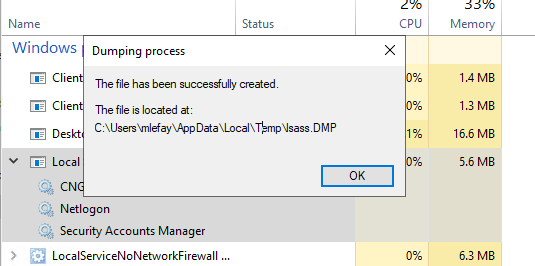 2% 33%
Name Status CPU Memory
Windows
Dumping process
The file has been successfully created.
The file is located at:
C:\Users\mlefay\AppData\Local\Temp\lsass.DMP
OK
Client 0% 1.4 MB
Client 0% 1.3 MB
Deskto 1% 16.6 MB
Local 0% 5.6 MB
CNG
Netlogon
Security Accounts Manager
LocalServiceNoNetworkFirewall ... 0% 6.3 MB